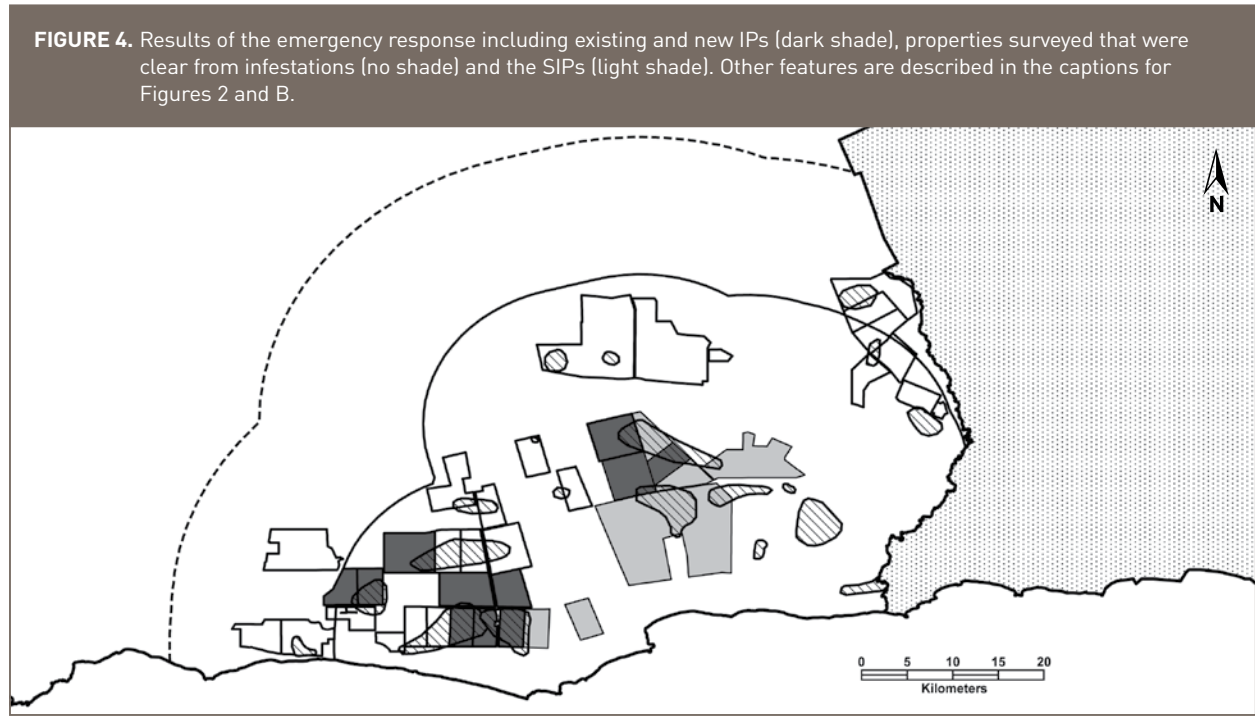 FIGURE 4. Results of the emergency response including existing and new IPs (dark shade), properties surveyed that were
clear from infestations (no shade) and the SIPs (light shade). Other features are described in the captions for
Figures 2 and B.
N
0 5 10 15 20
Kilometers